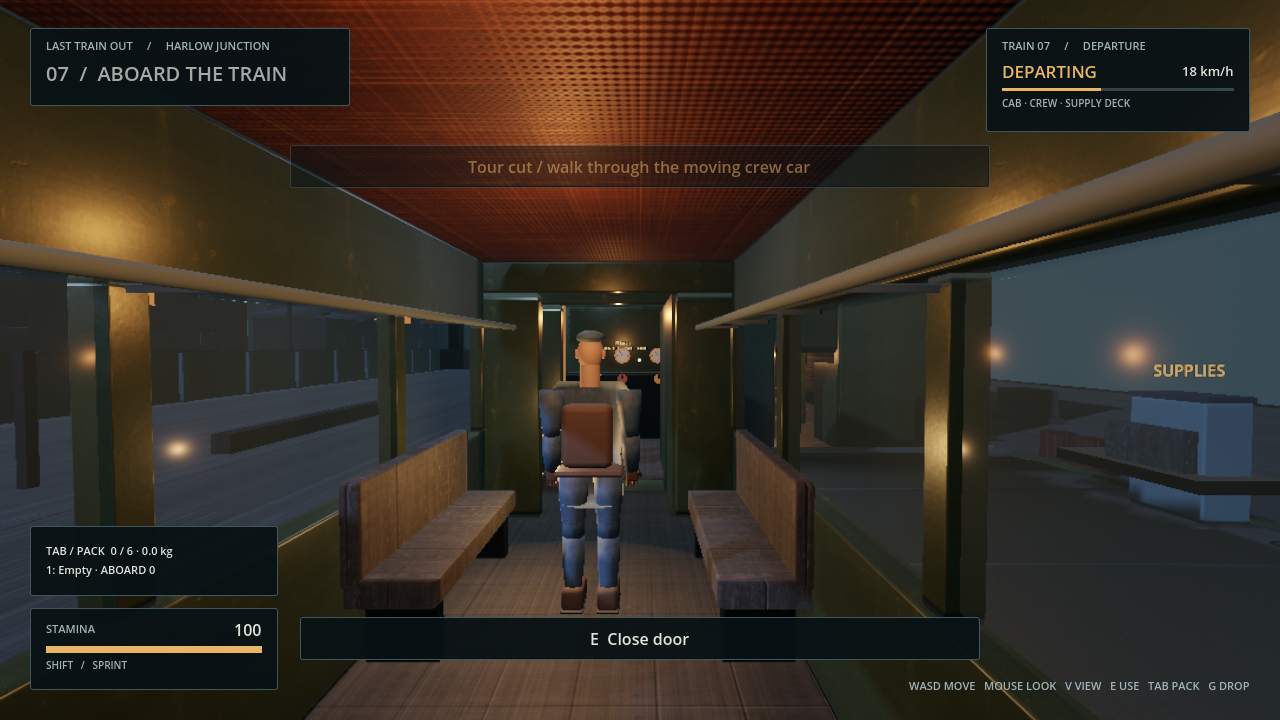 LAST TRAIN OUT / HARLOW JUNCTION
07 / ABOARD THE TRAIN
TRAIN 07 / DEPARTURE
DEPARTING 18 km/h
CAB · CREW · SUPPLY DECK
Tour cut / walk through the moving crew car
SUPPLIES
TAB / PACK 0 / 6 · 0.0 kg
1: Empty · ABOARD 0
STAMINA 100
SHIFT / SPRINT
E Close door
WASD MOVE MOUSE LOOK V VIEW E USE TAB PACK G DROP